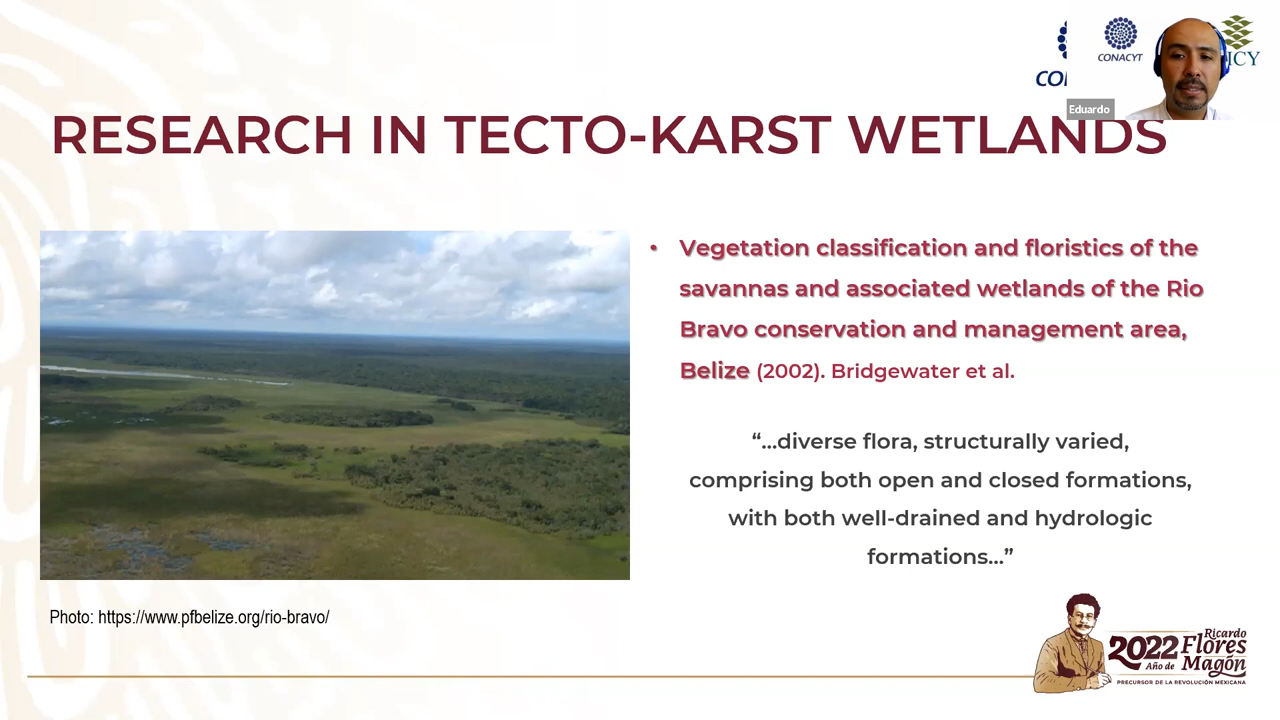 CONACYT
ICY
Eduardo
RESEARCH IN TECTO-KARST WETLANDS
• Vegetation classification and floristics of the
savannas and associated wetlands of the Rio
Bravo conservation and management area,
Belize (2002). Bridgewater et al.
“...diverse flora, structurally varied,
comprising both open and closed formations,
with both well-drained and hydrologic
formations...”
Photo: https://www.pfbelize.org/rio-bravo/
2022 Ricardo
Flores
Año de Magón
PRECURSOR DE LA REVOLUCIÓN MEXICANA